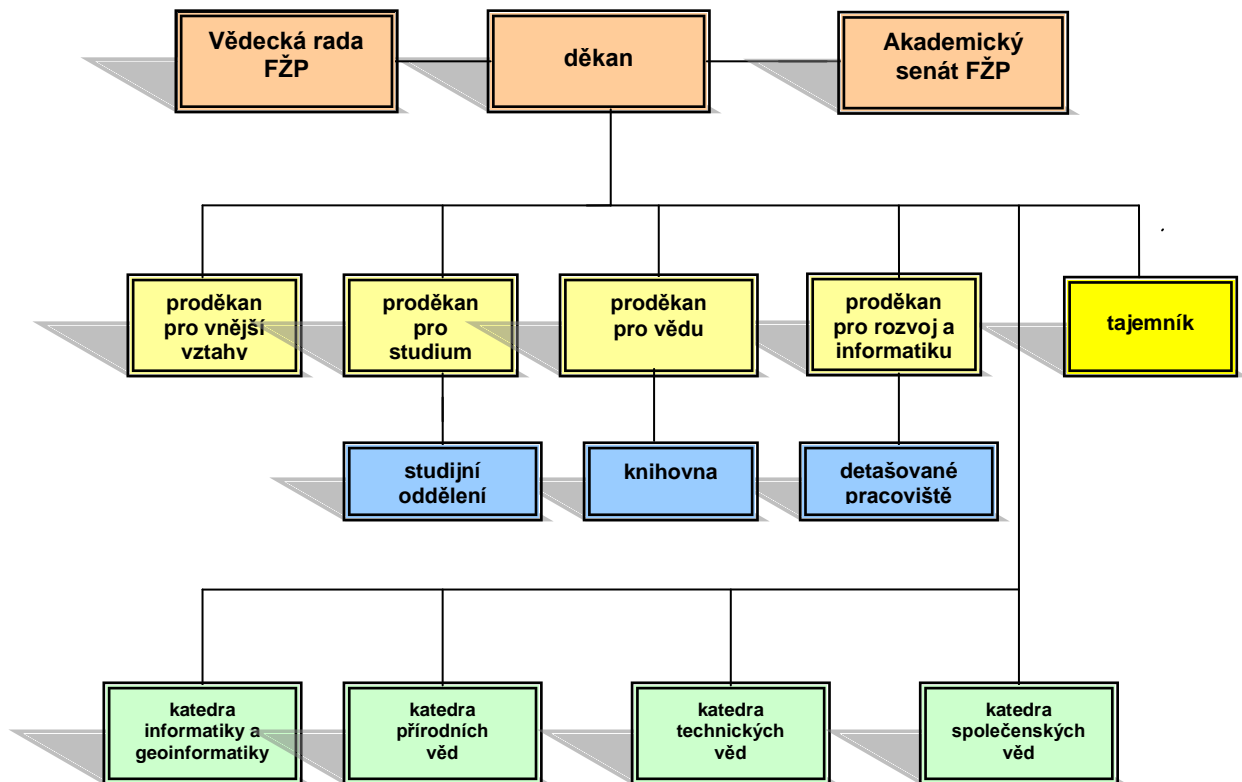 Vědecká rada
FŽP
děkan
Akademický
senát FŽP
proděkan
pro vnější
vztahy
proděkan
pro
studium
proděkan
pro vědu
proděkan
pro rozvoj a
informatiku
tajemník
studijní
oddělení
knihovna
detašované
pracoviště
katedra
informatiky a
geoinformatiky
katedra
přírodních
věd
katedra
technických
věd
katedra
společenských
věd